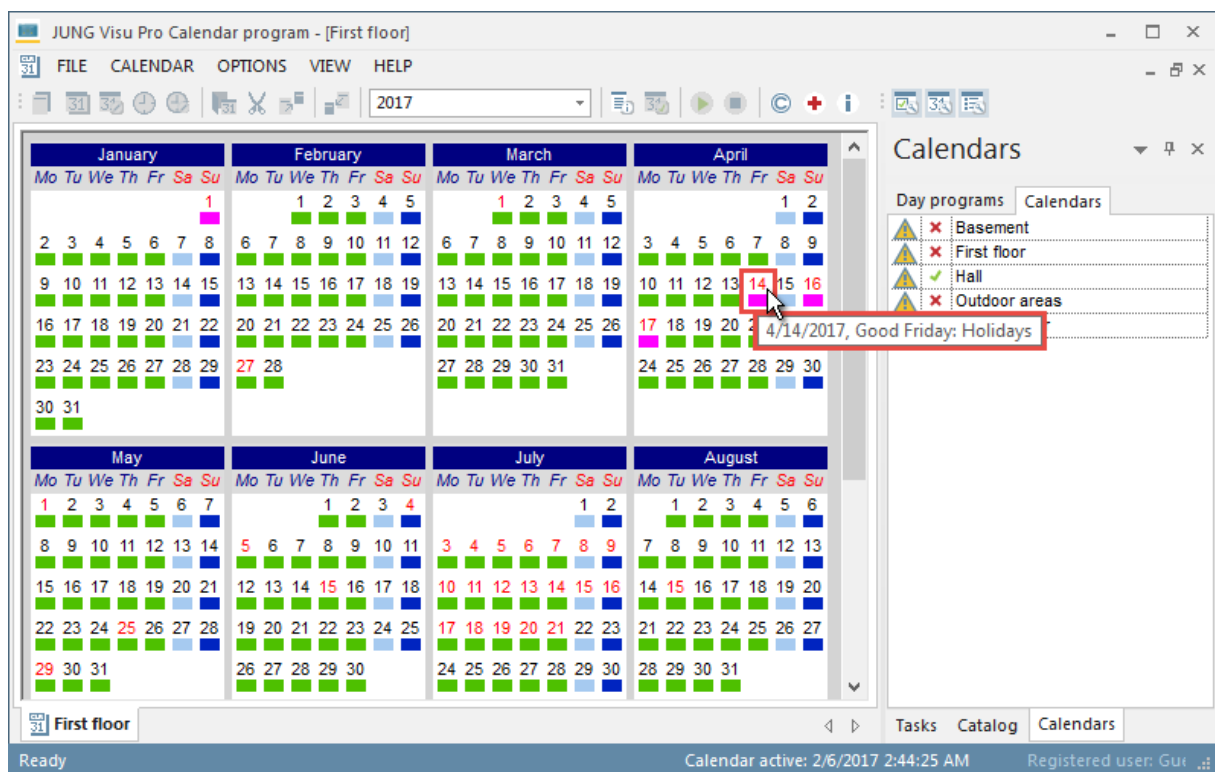 JUNG Visu Pro Calendar program - [First floor]
FILE CALENDAR OPTIONS VIEW HELP
2017
January February March April
Mo Tu We Th Fr Sa Su Mo Tu We Th Fr Sa Su Mo Tu We Th Fr Sa Su Mo Tu We Th Fr Sa Su
1 1 2 3 4 5 1 2 3 4 5 1 2
2 3 4 5 6 7 8 6 7 8 9 10 11 12 6 7 8 9 10 11 12 3 4 5 6 7 8 9
9 10 11 12 13 14 15 13 14 15 16 17 18 19 13 14 15 16 17 18 19 10 11 12 13 14 15 16
16 17 18 19 20 21 22 20 21 22 23 24 25 26 20 21 22 23 24 25 26 17 18 19 20
4/14/2017, Good Friday: Holidays
23 24 25 26 27 28 29 27 28 27 28 29 30 31 24 25 26 27 28 29 30
30 31
May June July August
Mo Tu We Th Fr Sa Su Mo Tu We Th Fr Sa Su Mo Tu We Th Fr Sa Su Mo Tu We Th Fr Sa Su
1 2 3 4 5 6 7 1 2 3 4 1 2 1 2 3 4 5 6
8 9 10 11 12 13 14 5 6 7 8 9 10 11 3 4 5 6 7 8 9 7 8 9 10 11 12 13
15 16 17 18 19 20 21 12 13 14 15 16 17 18 10 11 12 13 14 15 16 14 15 16 17 18 19 20
22 23 24 25 26 27 28 19 20 21 22 23 24 25 17 18 19 20 21 22 23 21 22 23 24 25 26 27
29 30 31 26 27 28 29 30 24 25 26 27 28 29 30 28 29 30 31
First floor
Calendars
Day programs Calendars
Basement
First floor
Hall
Outdoor areas
Tasks Catalog Calendars
Ready Calendar active: 2/6/2017 2:44:25 AM Registered user: